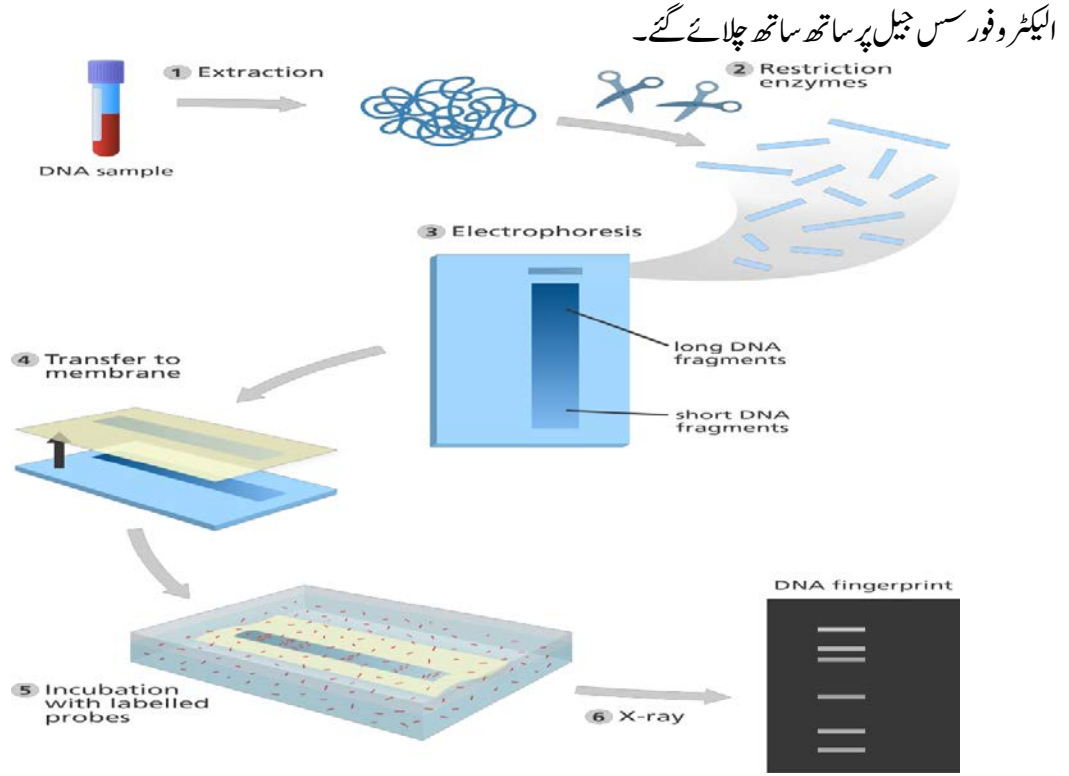 الیکٹروفورسس جیل پر ساتھ ساتھ چلائے گئے۔
1 Extraction
2 Restriction
enzymes
DNA sample
3 Electrophoresis
long DNA
fragments
short DNA
fragments
4 Transfer to
membrane
DNA fingerprint
5 Incubation
with labelled
probes
6 X-ray